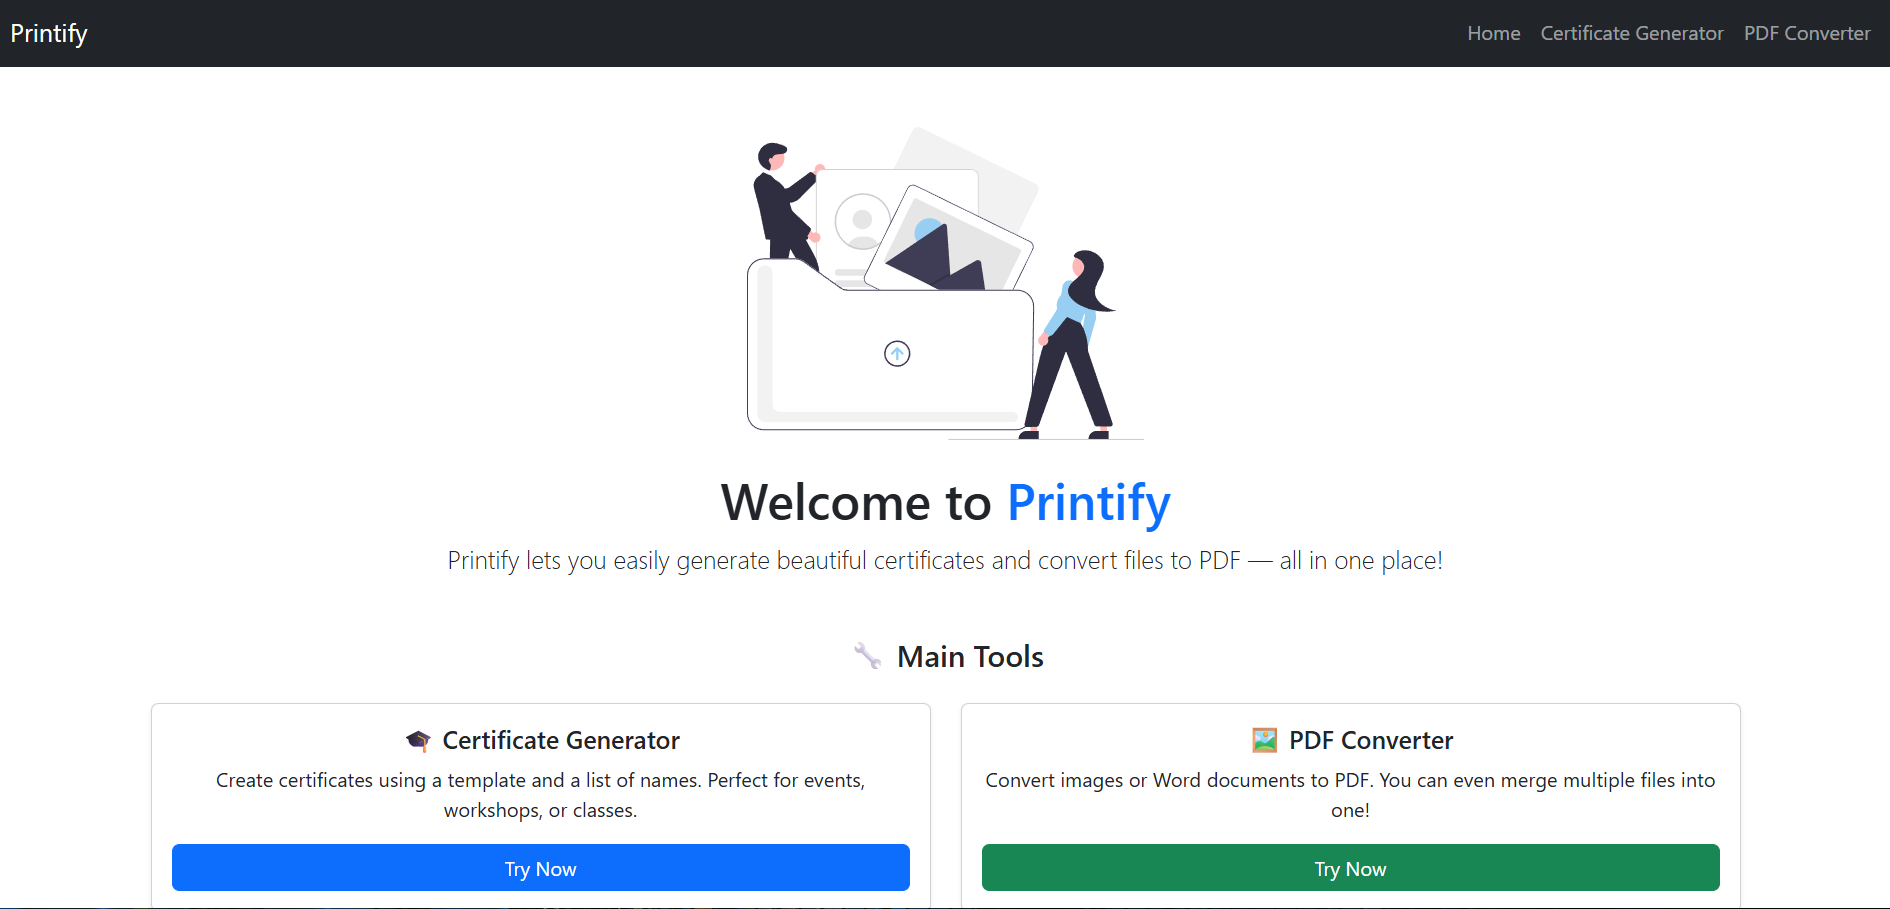 Printify
Home Certificate Generator PDF Converter
Welcome to Printify
Printify lets you easily generate beautiful certificates and convert files to PDF — all in one place!
Main Tools
Certificate Generator
Create certificates using a template and a list of names. Perfect for events,
workshops, or classes.
Try Now
PDF Converter
Convert images or Word documents to PDF. You can even merge multiple files into
one!
Try Now